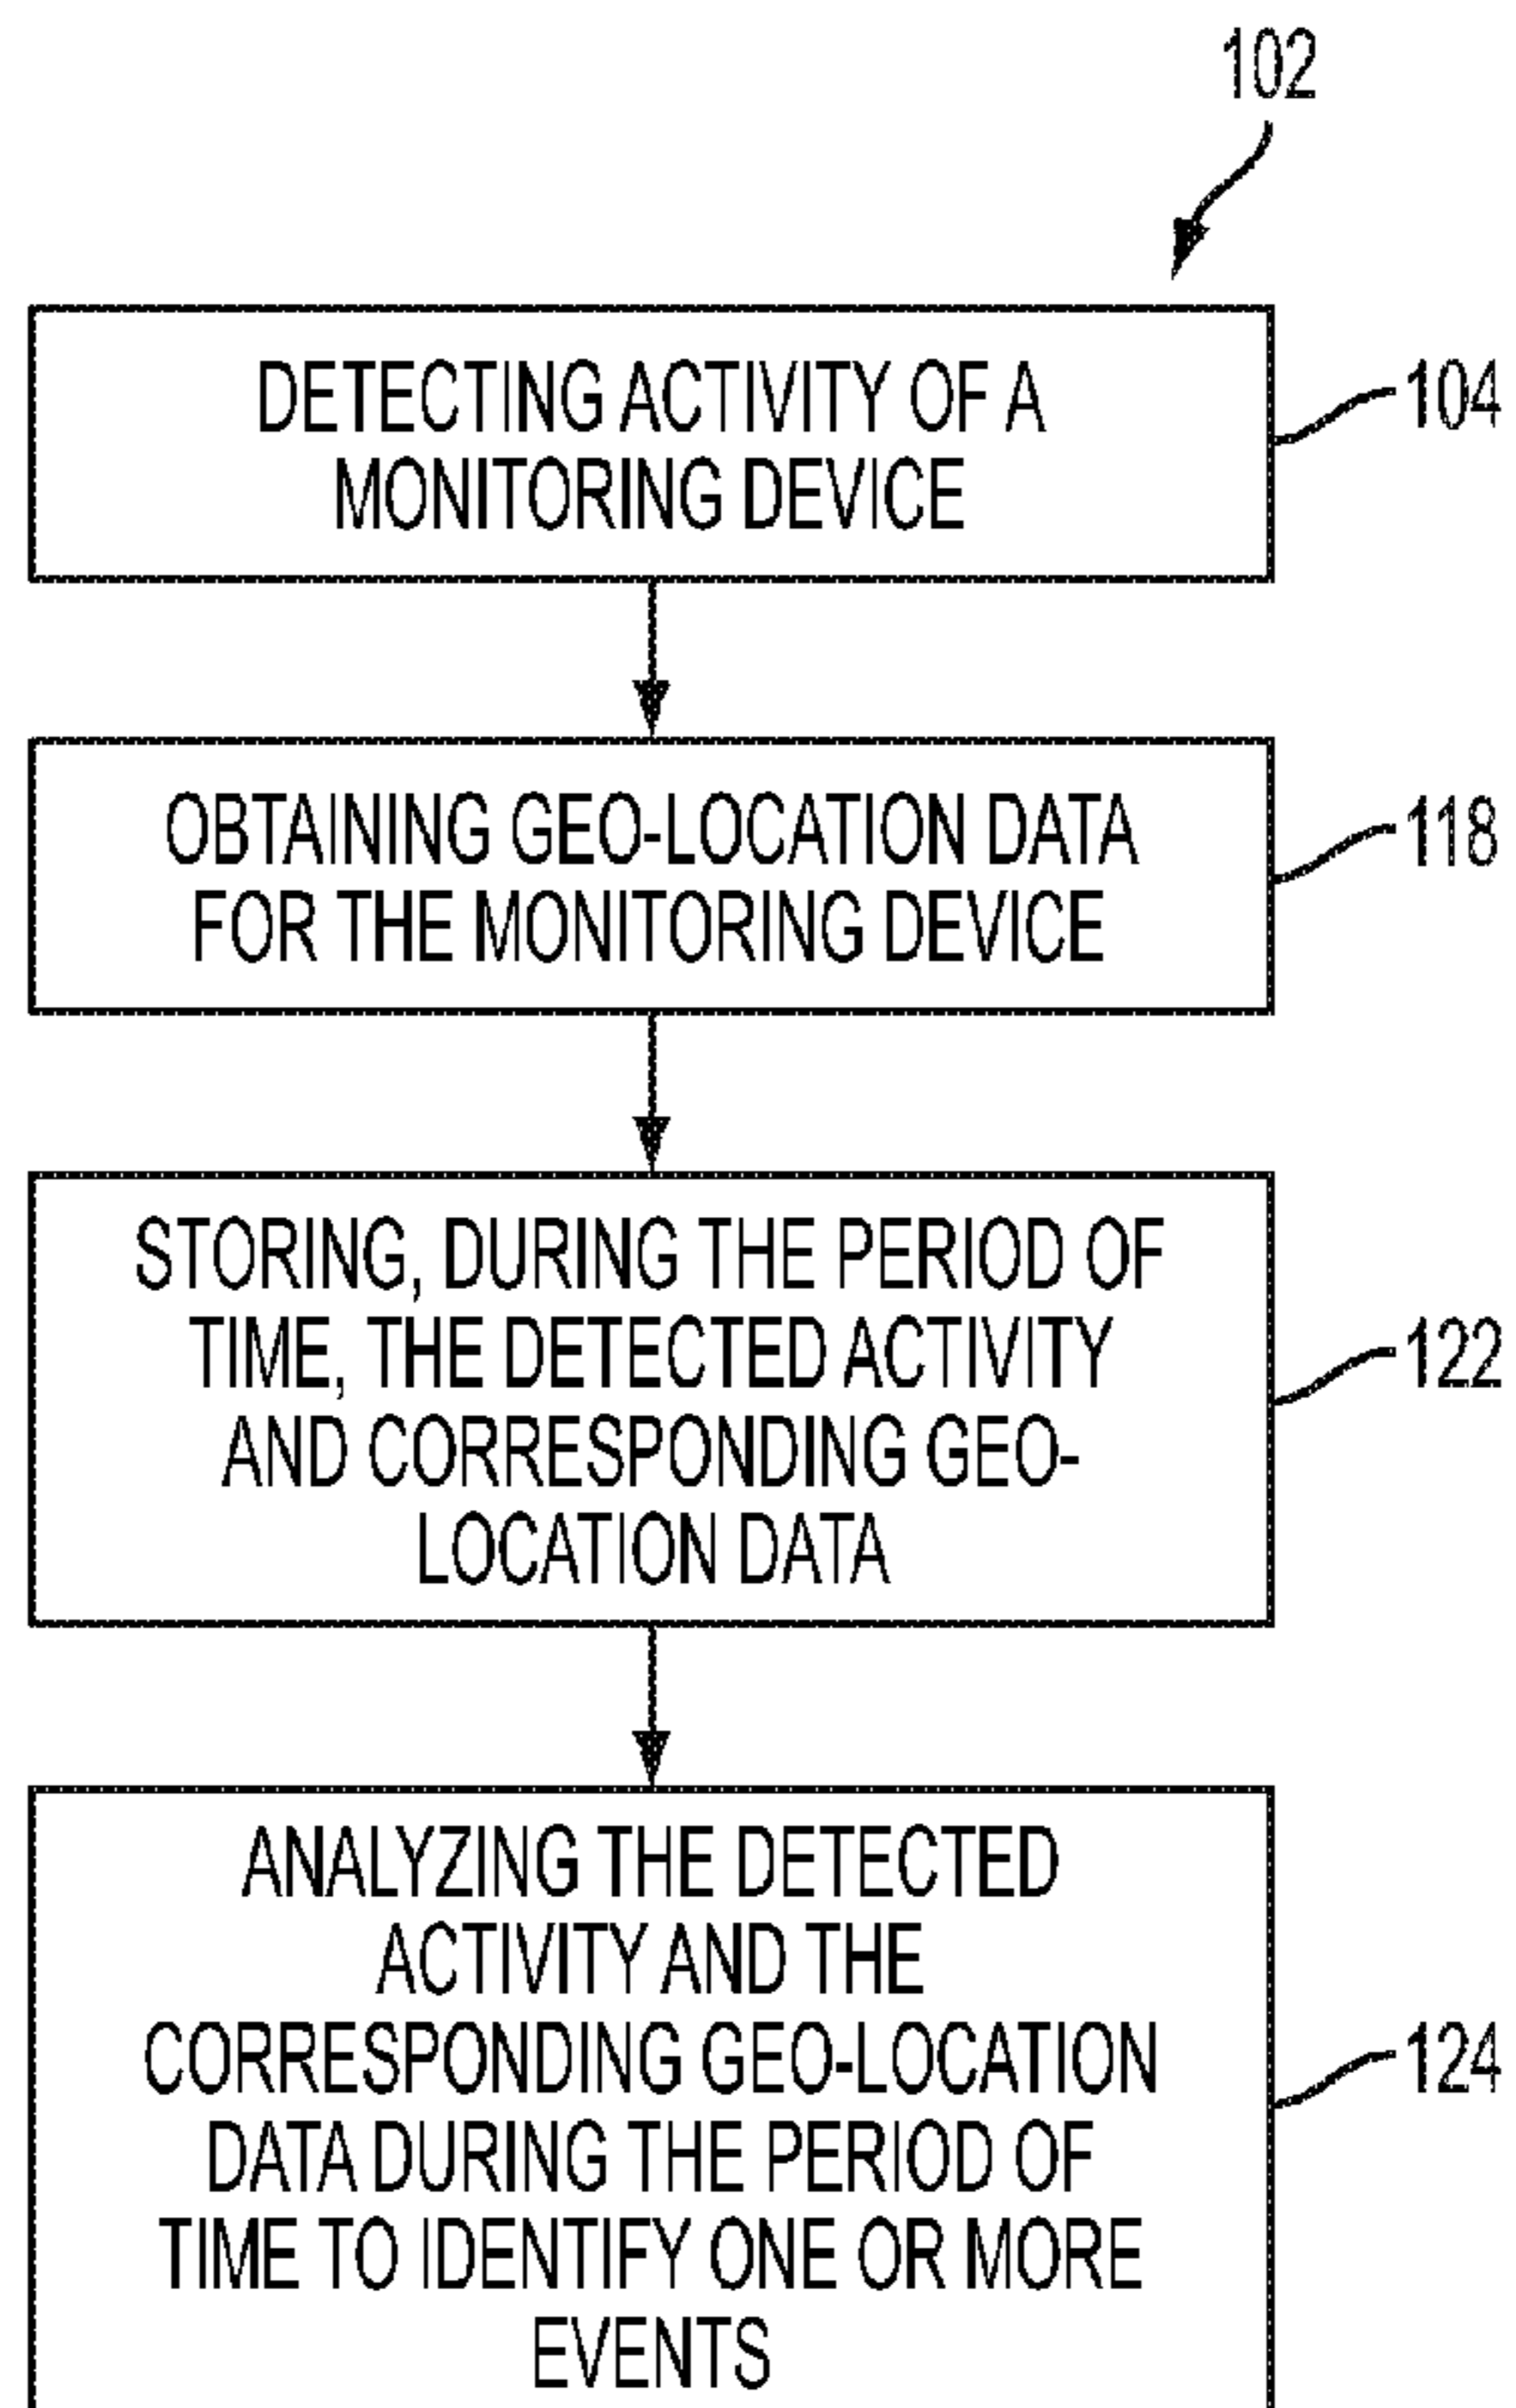 102
DETECTING ACTIVITY OF A
MONITORING DEVICE
104
OBTAINING GEO-LOCATION DATA
FOR THE MONITORING DEVICE
118
STORING, DURING THE PERIOD OF
TIME, THE DETECTED ACTIVITY
AND CORRESPONDING GEO-
LOCATION DATA
122
ANALYZING THE DETECTED
ACTIVITY AND THE
CORRESPONDING GEO-LOCATION
DATA DURING THE PERIOD OF
TIME TO IDENTIFY ONE OR MORE
EVENTS
124